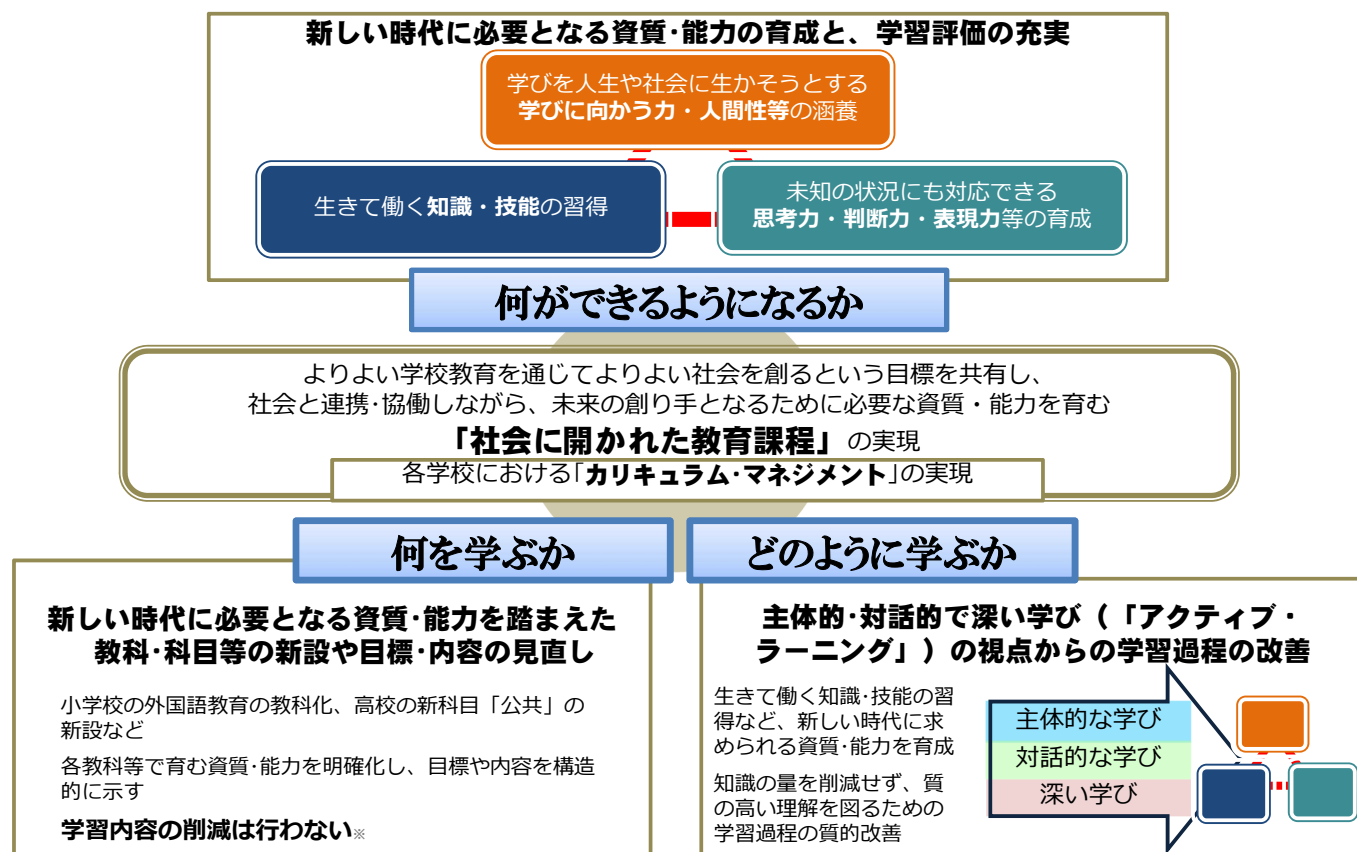 新しい時代に必要となる資質･能力の育成と、学習評価の充実
学びを人生や社会に生かそうとする
学びに向かう力・人間性等の涵養
生きて働く知識・技能の習得
未知の状況にも対応できる
思考力・判断力・表現力等の育成
何ができるようになるか
よりよい学校教育を通じてよりよい社会を創るという目標を共有し、
社会と連携･協働しながら、未来の創り手となるために必要な資質・能力を育む
「社会に開かれた教育課程」の実現
各学校における｢カリキュラム･マネジメント｣の実現
何を学ぶか
新しい時代に必要となる資質･能力を踏まえた
教科･科目等の新設や目標･内容の見直し
小学校の外国語教育の教科化、高校の新科目「公共」の
新設など
各教科等で育む資質･能力を明確化し、目標や内容を構造
的に示す
学習内容の削減は行わない※
どのように学ぶか
主体的･対話的で深い学び（「アクティブ・
ラーニング」）の視点からの学習過程の改善
生きて働く知識･技能の習
得など、新しい時代に求
められる資質･能力を育成
知識の量を削減せず、質
の高い理解を図るための
学習過程の質的改善
主体的な学び
対話的な学び
深い学び